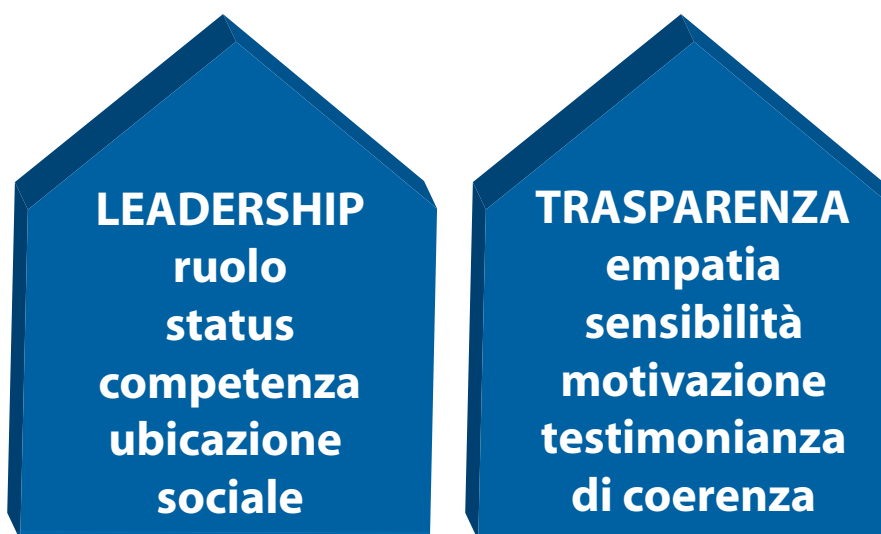 LEADERSHIP
ruolo
status
competenza
ubicazione
sociale
TRASPARENZA
empatia
sensibilità
motivazione
testimonianza
di coerenza